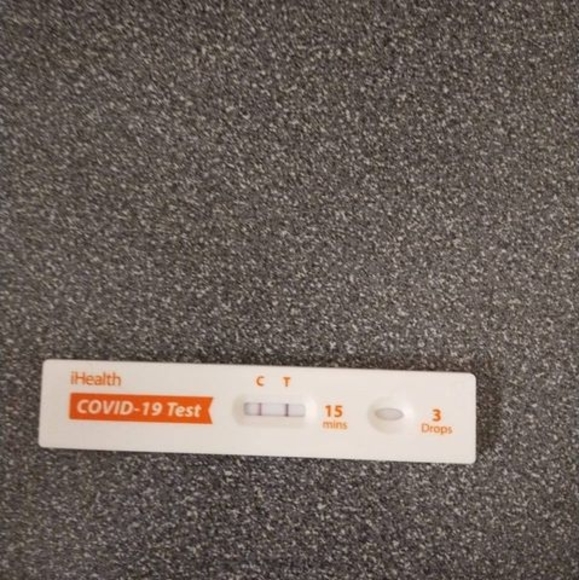 iHealth
COVID-19 Test
C T
15
mins
3
Drops